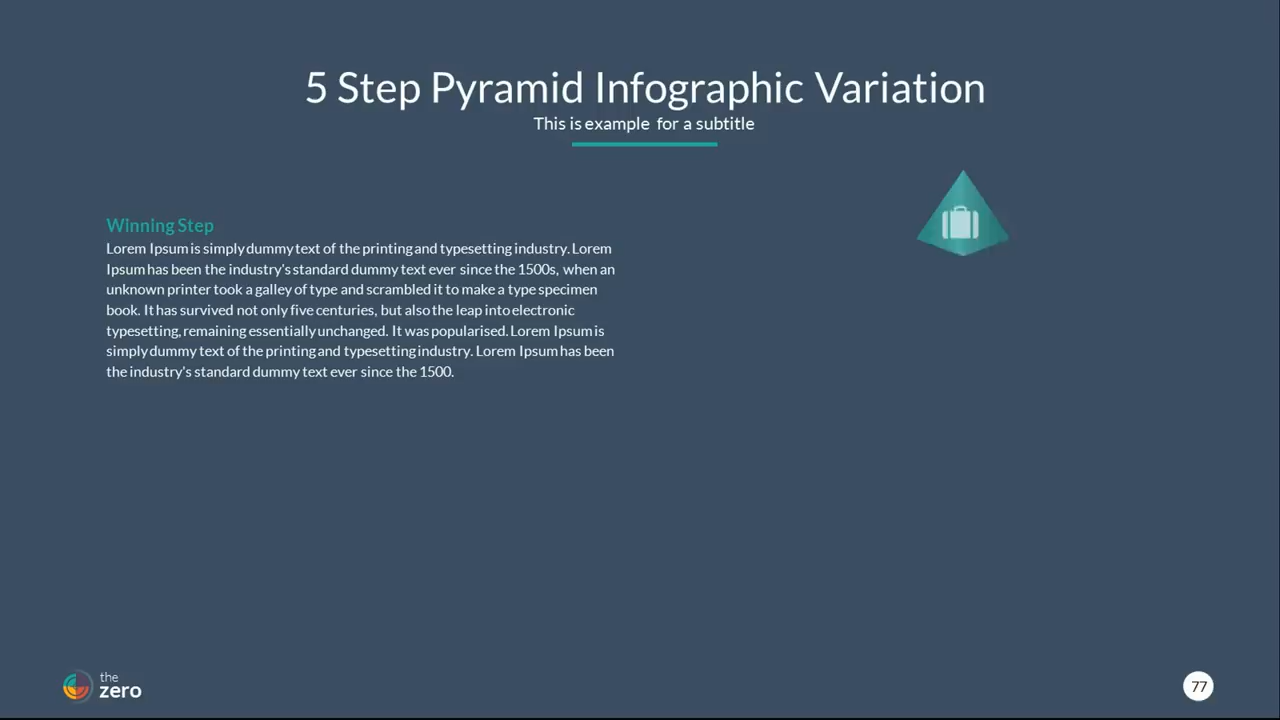 5 Step Pyramid Infographic Variation
This is example for a subtitle
Winning Step
Lorem Ipsum is simply dummy text of the printing and typesetting industry. Lorem
Ipsum has been the industry's standard dummy text ever since the 1500s, when an
unknown printer took a galley of type and scrambled it to make a type specimen
book. It has survived not only five centuries, but also the leap into electronic
typesetting, remaining essentially unchanged. It was popularised. Lorem Ipsum is
simply dummy text of the printing and typesetting industry. Lorem Ipsum has been
the industry's standard dummy text ever since the 1500.
the
zero
77